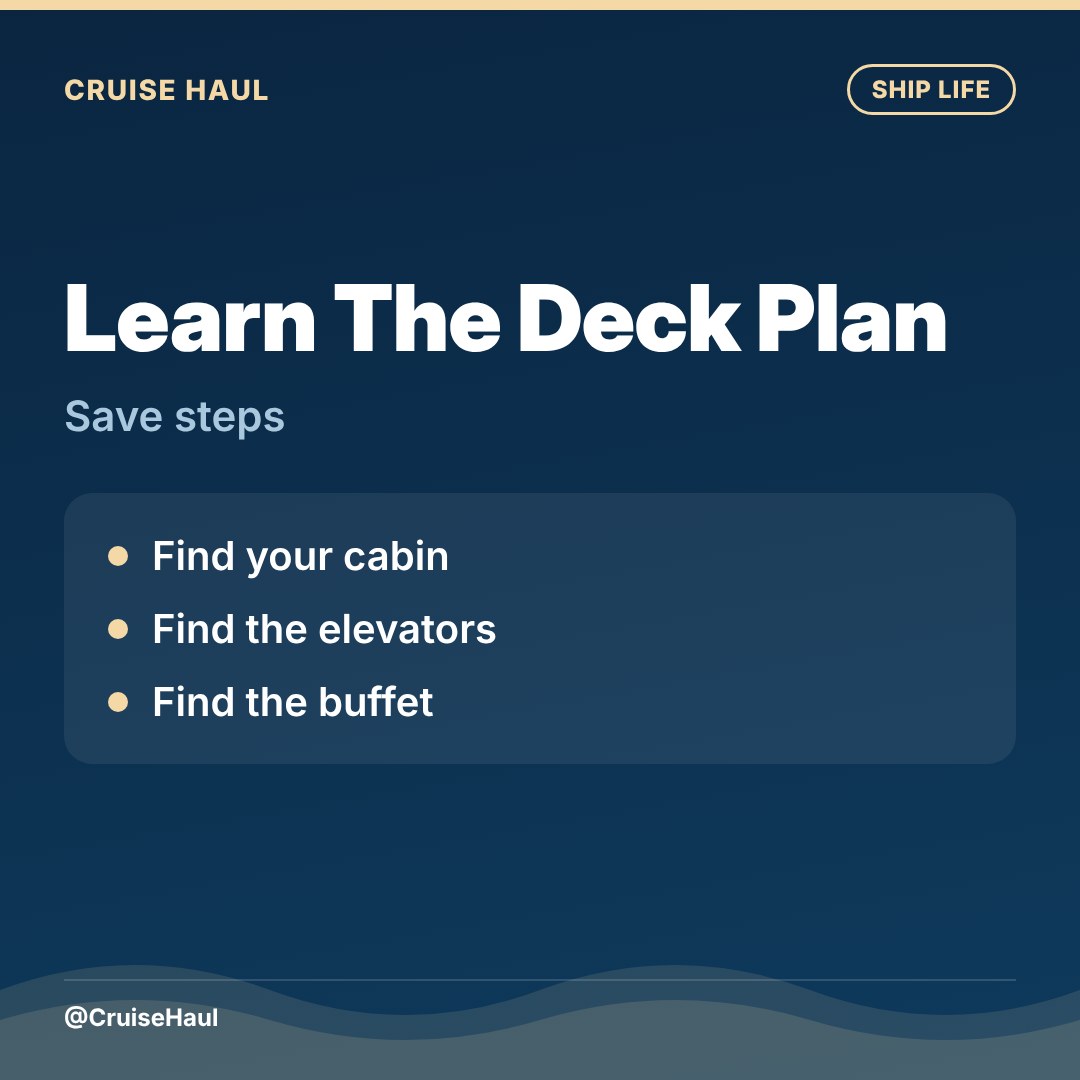 CRUISE HAUL
SHIP LIFE
Learn The Deck Plan
Save steps
Find your cabin
Find the elevators
Find the buffet
@CruiseHaul